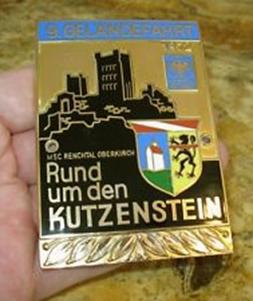 9. GELÄNDEFAHRT
MSC RENCHTAL OBERKIRCH
Rund
um den
KUTZENSTEIN